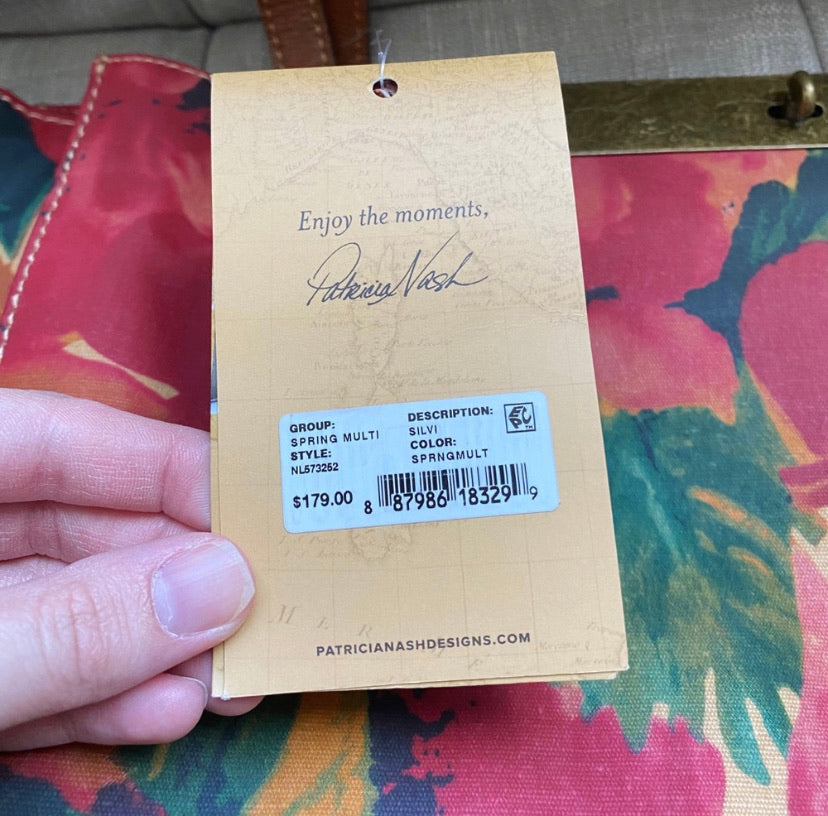 Enjoy the moments,
Patricia Nash
GROUP:
SPRING MULTI
STYLE:
NL573252
$179.00
DESCRIPTION:
SILVI
COLOR:
SPRNGMULT
EPC™
8 87986 18329 9
M I R
PATRICIANASHDESIGNS.COM